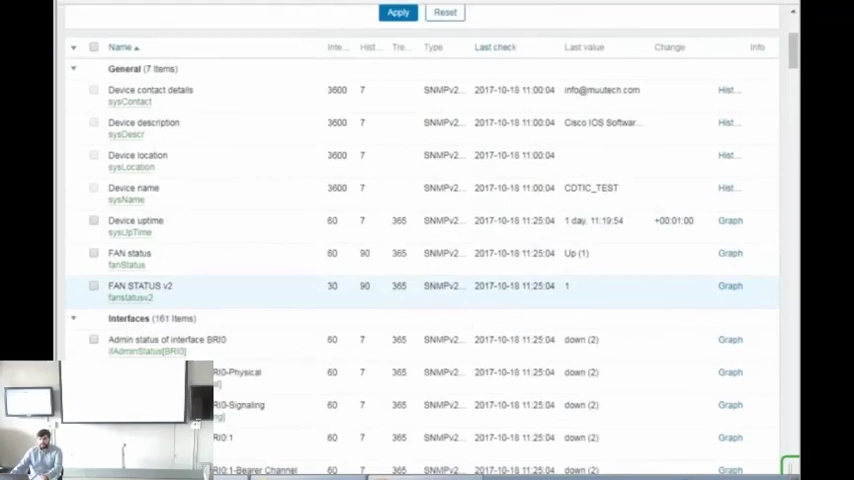 Apply Reset
Name Inte... Hist... Tre... Type Last check Last value Change Info
General (7 Items)
Device contact details 3600 7 SNMPv2... 2017-10-18 11:00:04 info@muutech.com Hist...
sysContact
Device description 3600 7 SNMPv2... 2017-10-18 11:00:04 Cisco IOS Softwar... Hist...
sysDescr
Device location 3600 7 SNMPv2... 2017-10-18 11:00:04 Hist...
sysLocation
Device name 3600 7 SNMPv2... 2017-10-18 11:00:04 CDTIC_TEST Hist...
sysName
Device uptime 60 7 365 SNMPv2... 2017-10-18 11:25:04 1 day, 11:19:54 +00:01:00 Graph
sysUpTime
FAN status 60 90 365 SNMPv2... 2017-10-18 11:25:04 Up (1) Graph
fanStatus
FAN STATUS v2 30 90 365 SNMPv2... 2017-10-18 11:25:04 1 Graph
fanstatusv2
Interfaces (161 Items)
Admin status of interface BRI0 60 7 365 SNMPv2... 2017-10-18 11:25:04 down (2) Graph
ifAdminStatus[BRI0]
RI0-Physical 60 7 365 SNMPv2... 2017-10-18 11:25:04 down (2) Graph
RI0-Signaling 60 7 365 SNMPv2... 2017-10-18 11:25:04 down (2) Graph
RI0:1 60 7 365 SNMPv2... 2017-10-18 11:25:04 down (2) Graph
RI0:1-Bearer Channel 60 7 365 SNMPv2... 2017-10-18 11:25:04 down (2) Graph